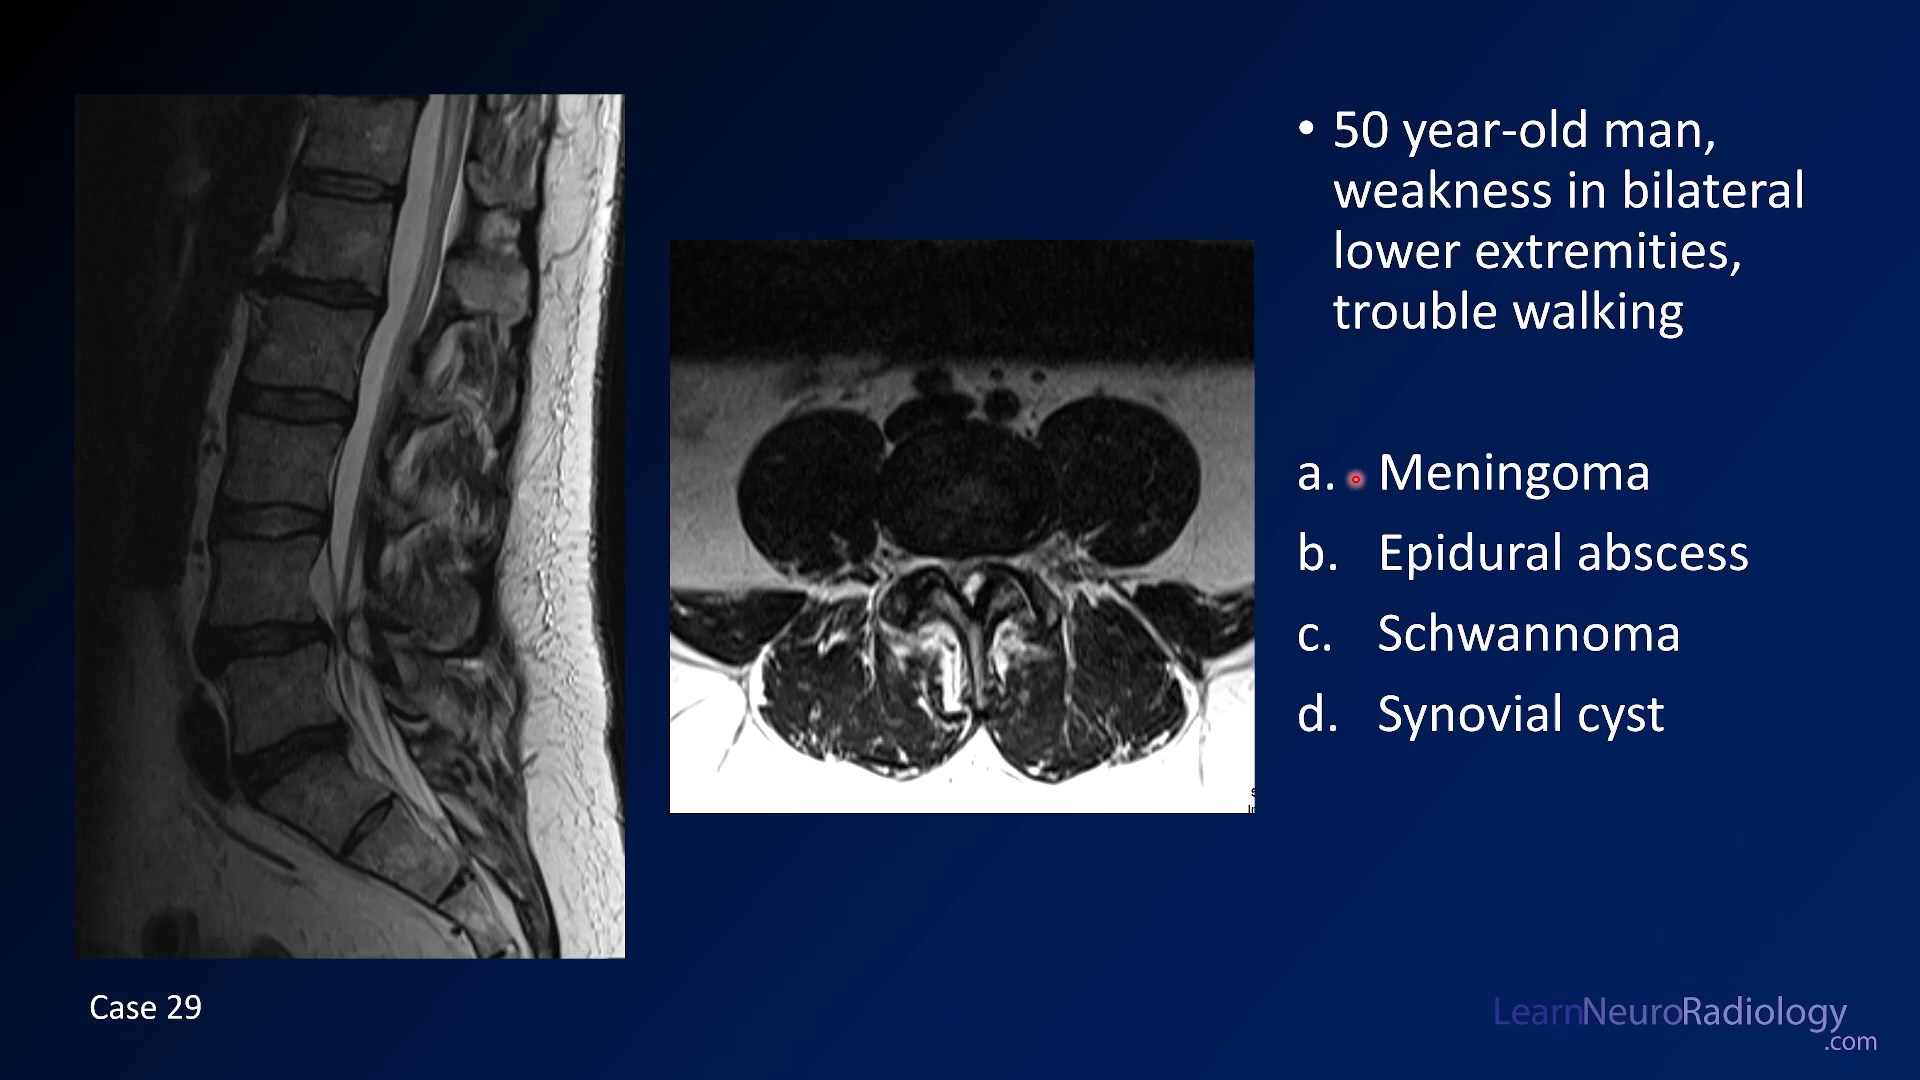 • 50 year-old man,
weakness in bilateral
lower extremities,
trouble walking
a. Meningoma
b. Epidural abscess
c. Schwannoma
d. Synovial cyst
Case 29
LearnNeuroRadiology
.com